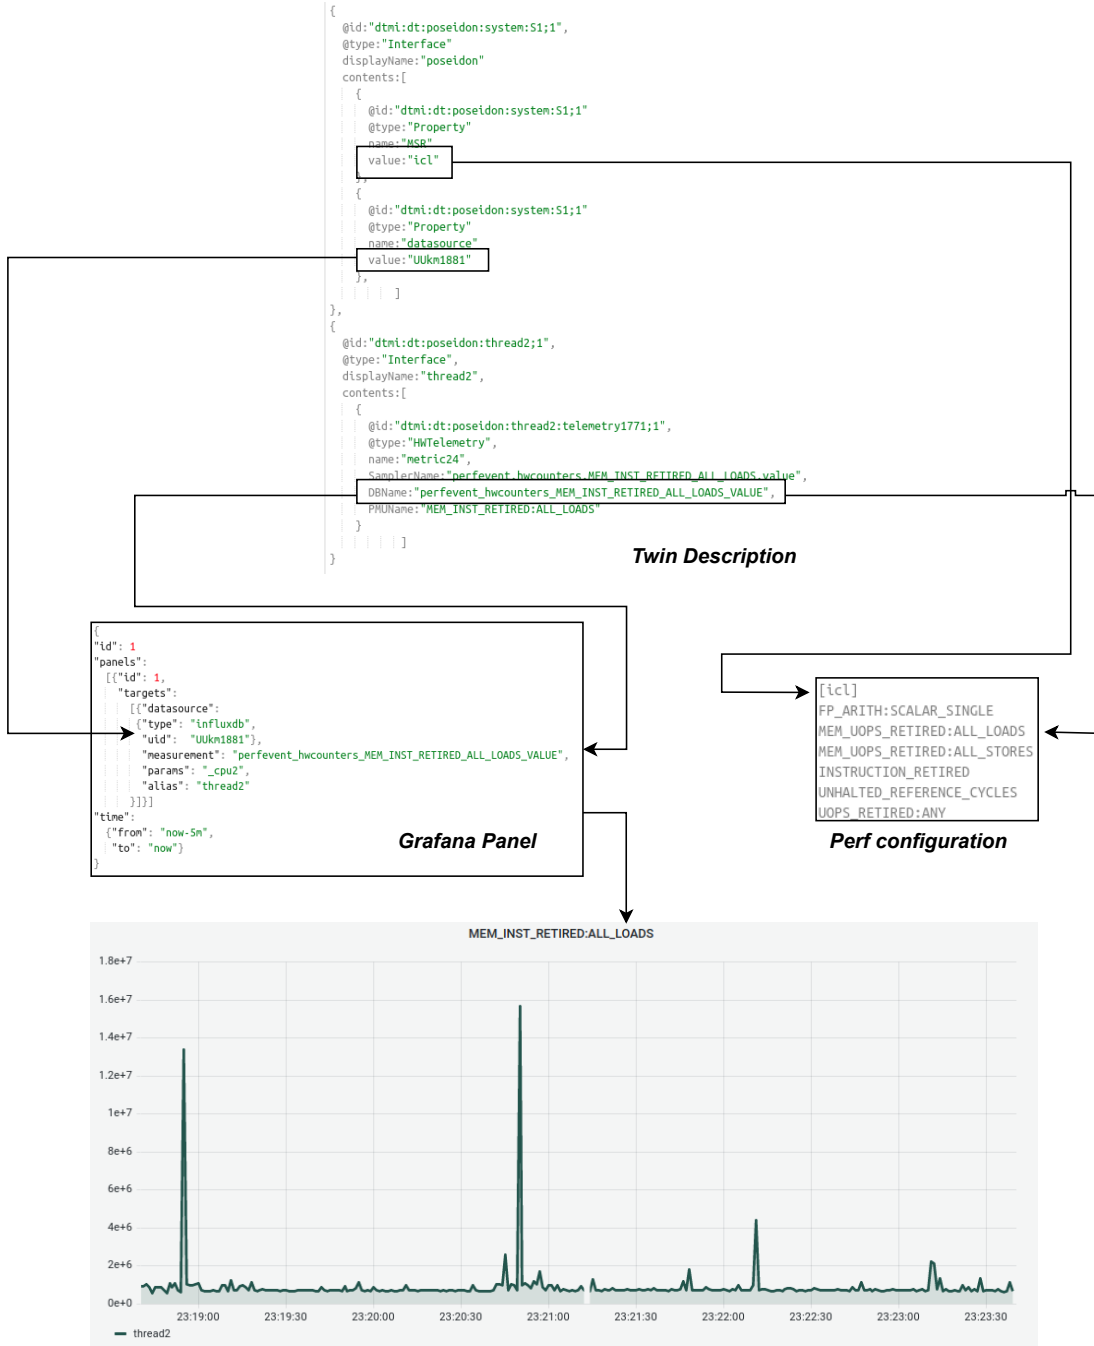 {
@id:"dtmi:dt:poseidon:system:S1;1",
@type:"Interface"
displayName:"poseidon"
contents:[
{
@id:"dtmi:dt:poseidon:system:S1;1"
@type:"Property"
name:"MSR"
value:"icl"
},
{
@id:"dtmi:dt:poseidon:system:S1;1"
@type:"Property"
name:"datasource"
value:"UUkm1881"
},
]
},
{
@id:"dtmi:dt:poseidon:thread2;1",
@type:"Interface",
displayName:"thread2",
contents:[
{
@id:"dtmi:dt:poseidon:thread2:telemetry1771;1",
@type:"HWTelemetry",
name:"metric24",
SamplerName:"perfevent.hwcounters.MEM_INST_RETIRED_ALL_LOADS.value",
DBName:"perfevent_hwcounters_MEM_INST_RETIRED_ALL_LOADS_VALUE",
PMUName:"MEM_INST_RETIRED:ALL_LOADS"
}
]
}
Twin Description
{
"id": 1
"panels":
[{"id": 1,
"targets":
[{"datasource":
{"type": "influxdb",
"uid": "UUkm1881"},
"measurement": "perfevent_hwcounters_MEM_INST_RETIRED_ALL_LOADS_VALUE",
"params": "_cpu2",
"alias": "thread2"
}]}]
"time":
{"from": "now-5m",
"to": "now"}
}
Grafana Panel
[icl]
FP_ARITH:SCALAR_SINGLE
MEM_UOPS_RETIRED:ALL_LOADS
MEM_UOPS_RETIRED:ALL_STORES
INSTRUCTION_RETIRED
UNHALTED_REFERENCE_CYCLES
UOPS_RETIRED:ANY
Perf configuration
MEM_INST_RETIRED:ALL_LOADS
1.8e+7
1.6e+7
1.4e+7
1.2e+7
1e+7
8e+6
6e+6
4e+6
2e+6
0e+0
23:19:00 23:19:30 23:20:00 23:20:30 23:21:00 23:21:30 23:22:00 23:22:30 23:23:00 23:23:30
thread2